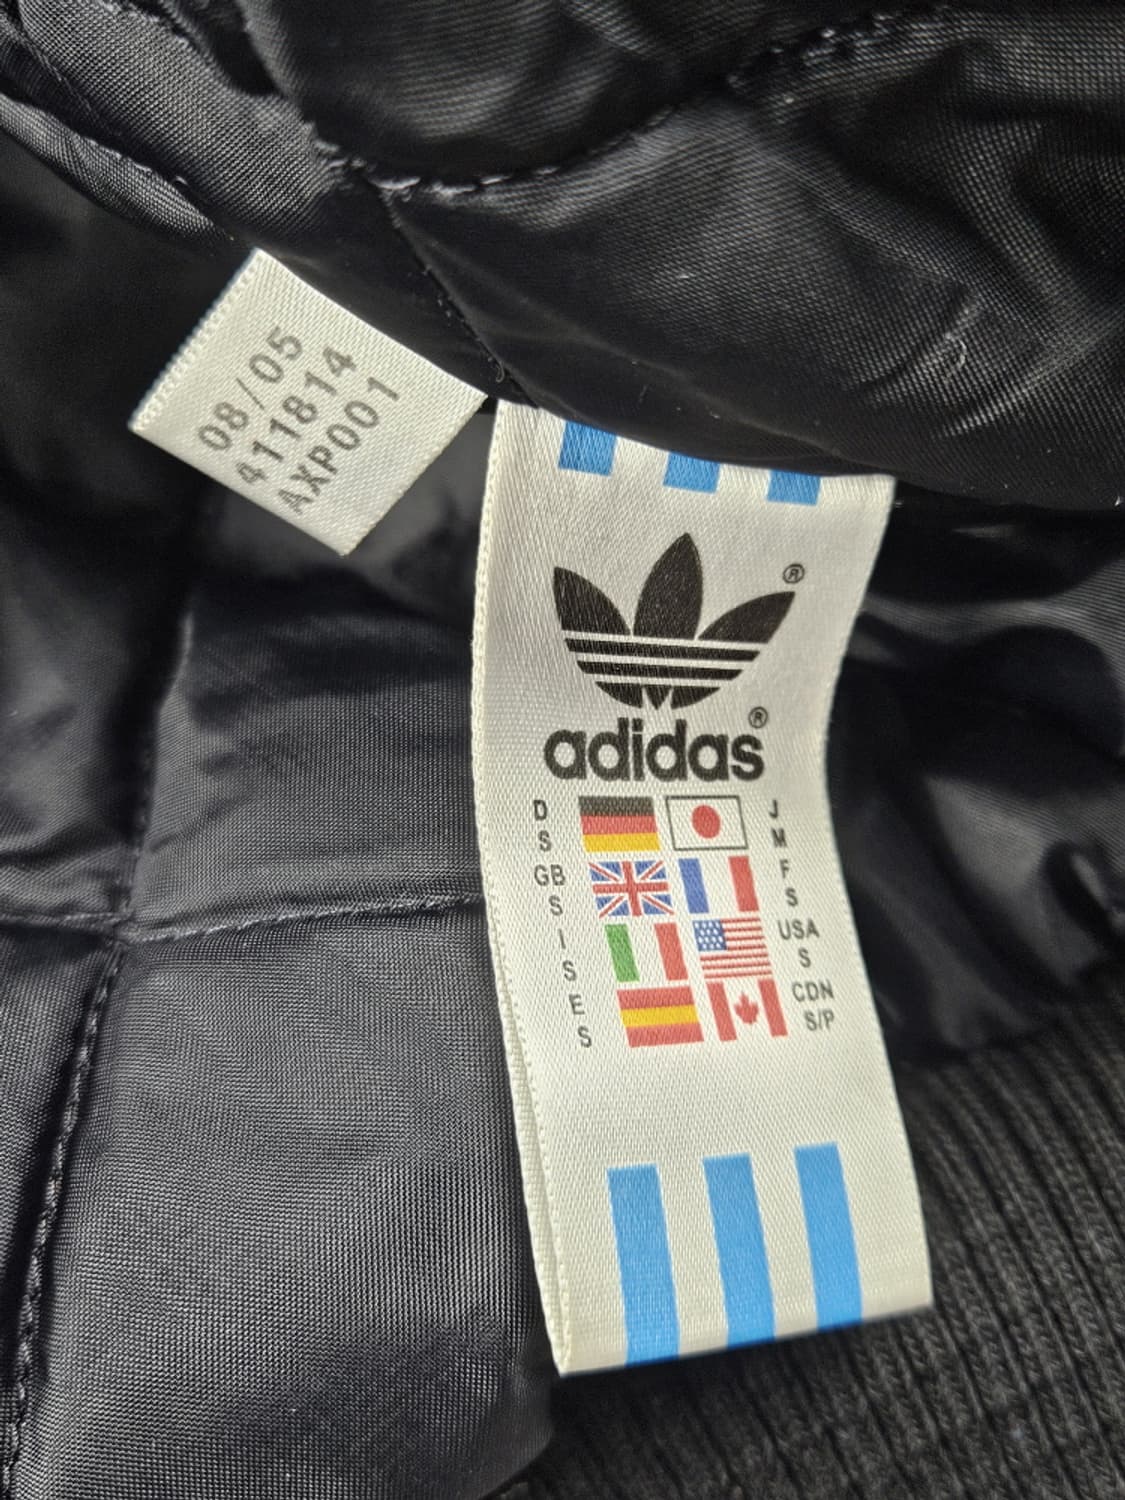 08/05
411814
AXP001
®
adidas®
D J
S M
GB F
S S
I USA
S S
E CDN
S S/P